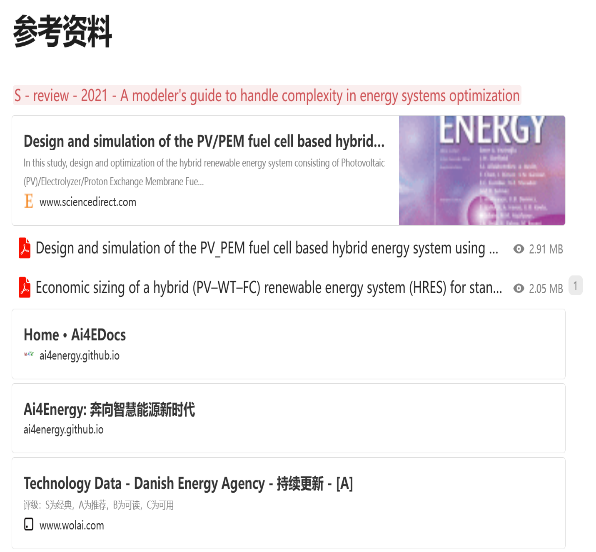 参考资料
S - review - 2021 - A modeler's guide to handle complexity in energy systems optimization
Design and simulation of the PV/PEM fuel cell based hybrid...
In this study, design and optimization of the hybrid renewable energy system consisting of Photovoltaic
(PV)/Electrolyzer/Proton Exchange Membrane Fue...
www.sciencedirect.com
ENERGY
Design and simulation of the PV_PEM fuel cell based hybrid energy system using ...
2.91 MB
Economic sizing of a hybrid (PV–WT–FC) renewable energy system (HRES) for stan...
2.05 MB
1
Home • Ai4EDocs
ai4energy.github.io
Ai4Energy: 奔向智慧能源新时代
ai4energy.github.io
Technology Data - Danish Energy Agency - 持续更新 - [A]
评级：S为经典，A为推荐，B为可读，C为可用
www.wolai.com